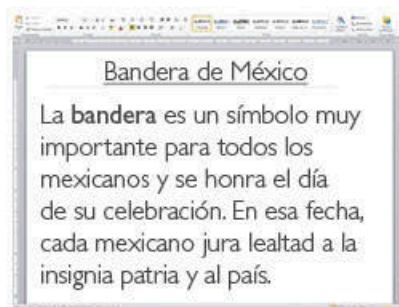 Bandera de México
La bandera es un símbolo muy
importante para todos los
mexicanos y se honra el día
de su celebración. En esa fecha,
cada mexicano jura lealtad a la
insignia patria y al país.